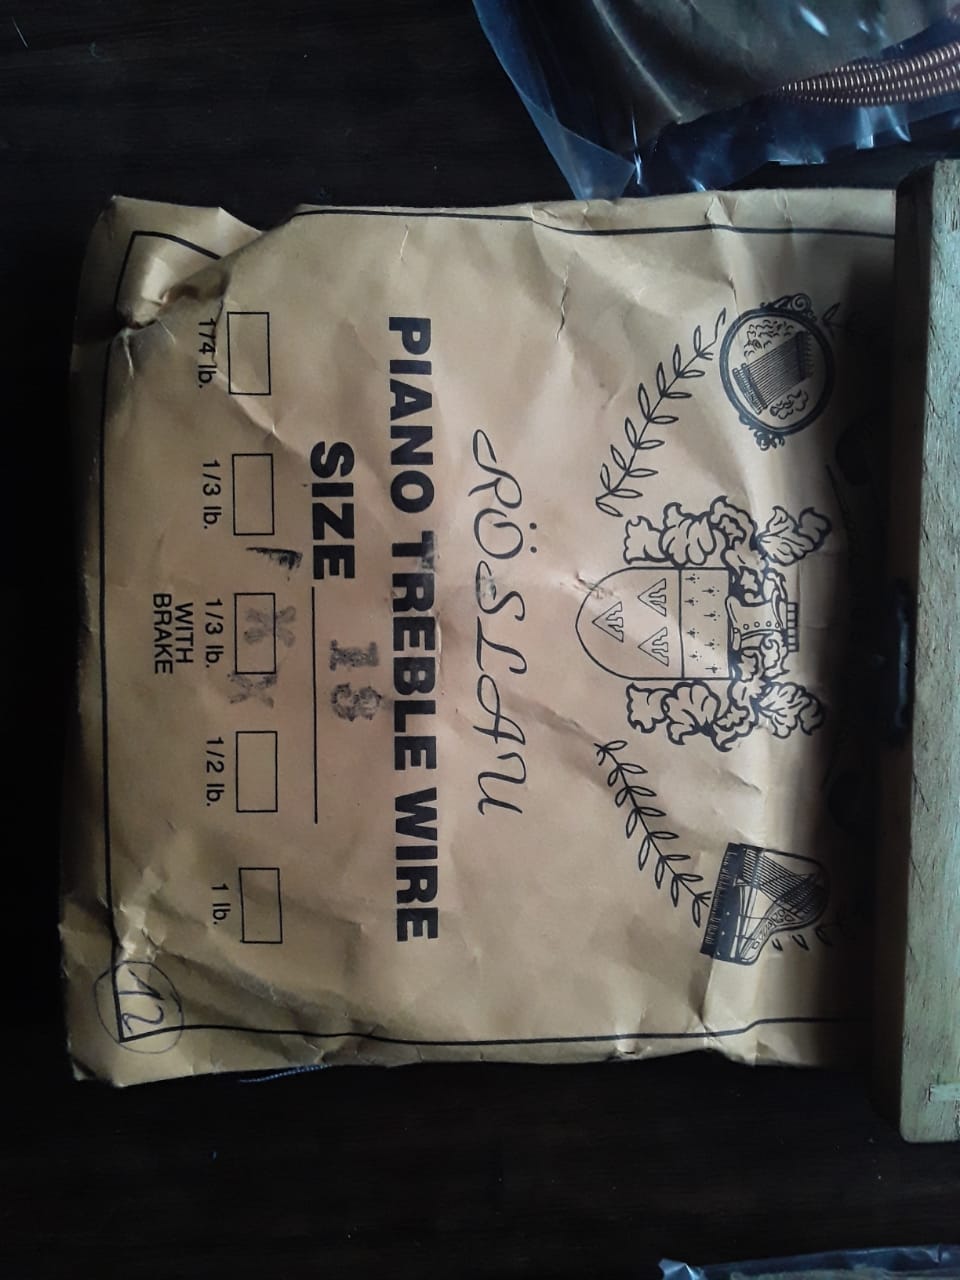 RÖSLAU
PIANO TREBLE WIRE
SIZE 18
1/4 lb.
1/3 lb.
1/3 lb.
WITH
BRAKE
1/2 lb.
1 lb.
12